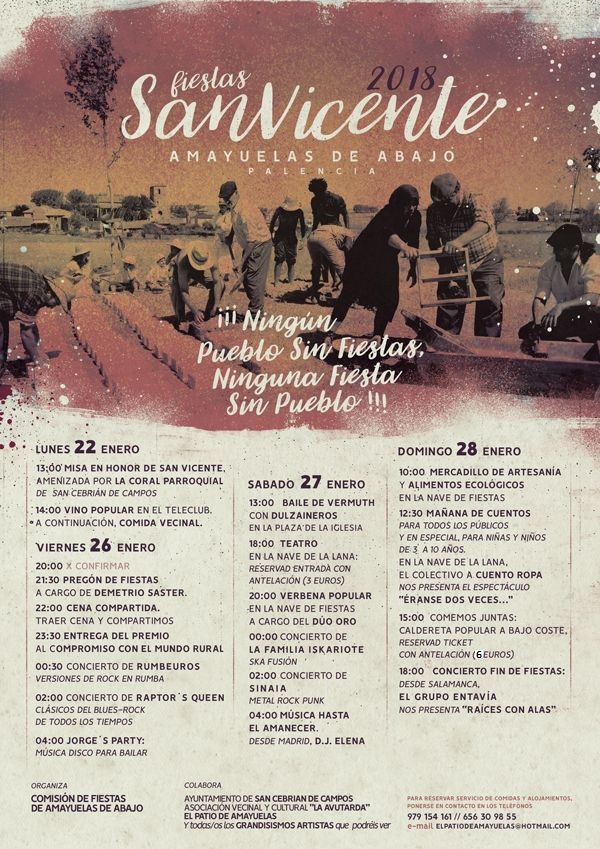 fiestas 2018
San Vicente
AMAYUELAS DE ABAJO
PALENCIA
¡¡¡ Ningún
Pueblo Sin Fiestas,
Ninguna Fiesta
Sin Pueblo !!!
LUNES 22 ENERO
13:00 MISA EN HONOR DE SAN VICENTE,
AMENIZADA POR LA CORAL PARROQUIAL
DE SAN CEBRIÁN DE CAMPOS
14:00 VINO POPULAR EN EL TELECLUB.
A CONTINUACIÓN, COMIDA VECINAL.
VIERNES 26 ENERO
20:00 X CONFIRMAR
21:30 PREGÓN DE FIESTAS
A CARGO DE DEMETRIO SASTER.
22:00 CENA COMPARTIDA.
TRAER CENA Y COMPARTIMOS
23:30 ENTREGA DEL PREMIO
AL COMPROMISO CON EL MUNDO RURAL
00:30 CONCIERTO DE RUMBEUROS
VERSIONES DE ROCK EN RUMBA
02:00 CONCIERTO DE RAPTOR´S QUEEN
CLÁSICOS DEL BLUES-ROCK
DE TODOS LOS TIEMPOS
04:00 JORGE´S PARTY:
MÚSICA DISCO PARA BAILAR
SABADO 27 ENERO
13:00 BAILE DE VERMUTH
CON DULZAINEROS
EN LA PLAZA DE LA IGLESIA
18:00 TEATRO
EN LA NAVE DE LA LANA:
RESERVAD ENTRADA CON
ANTELACIÓN (3 EUROS)
20:00 VERBENA POPULAR
EN LA NAVE DE FIESTAS
A CARGO DEL DÚO ORO
00:00 CONCIERTO DE
LA FAMILIA ISKARIOTE
SKA FUSIÓN
02:00 CONCIERTO DE
SINAIA
METAL ROCK PUNK
04:00 MÚSICA HASTA
EL AMANECER.
DESDE MADRID, D.J. ELENA
DOMINGO 28 ENERO
10:00 MERCADILLO DE ARTESANÍA
Y ALIMENTOS ECOLÓGICOS
EN LA NAVE DE FIESTAS
12:30 MAÑANA DE CUENTOS
PARA TODOS LOS PÚBLICOS
Y EN ESPECIAL, PARA NIÑAS Y NIÑOS
DE 3 A 10 AÑOS.
EN LA NAVE DE LA LANA,
EL COLECTIVO A CUENTO ROPA
NOS PRESENTA EL ESPECTÁCULO
"ÉRANSE DOS VECES..."
15:00 COMEMOS JUNTAS:
CALDERETA POPULAR A BAJO COSTE,
RESERVAD TICKET
CON ANTELACIÓN (6 EUROS)
18:00 CONCIERTO FIN DE FIESTAS:
DESDE SALAMANCA,
EL GRUPO ENTAVÍA
NOS PRESENTA "RAÍCES CON ALAS"
ORGANIZA
COMISIÓN DE FIESTAS
DE AMAYUELAS DE ABAJO
COLABORA
AYUNTAMIENTO DE SAN CEBRIAN DE CAMPOS
ASOCIACIÓN VECINAL Y CULTURAL "LA AVUTARDA"
EL PATIO DE AMAYUELAS
Y todas/os los GRANDISISMOS ARTISTAS que podréis ver
PARA RESERVAR SERVICIO DE COMIDAS Y ALOJAMIENTOS,
PONERSE EN CONTACTO EN LOS TELÉFONOS
979 154 161 // 656 30 98 55
e-mail ELPATIODEAMAYUELAS@HOTMAIL.COM